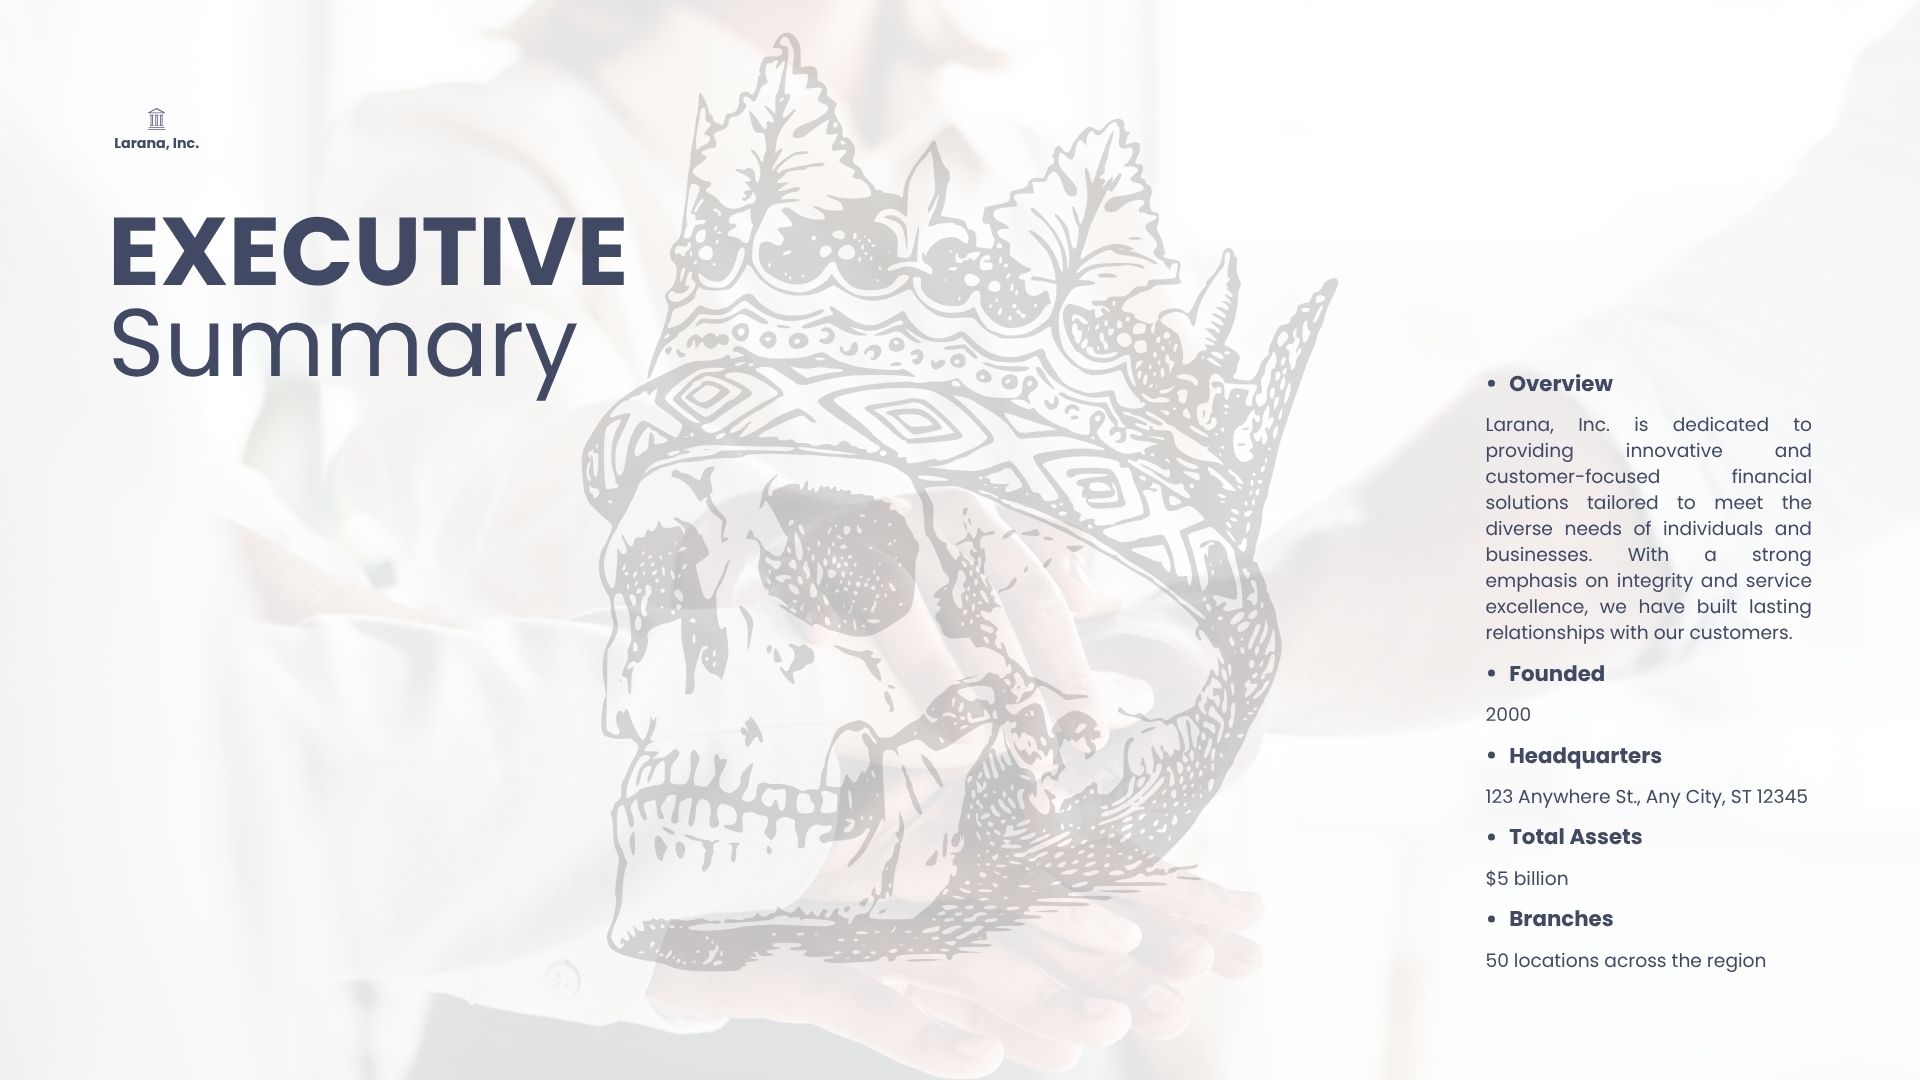 Larana, Inc.
EXECUTIVE
Summary
• Overview
Larana, Inc. is dedicated to
providing innovative and
customer-focused financial
solutions tailored to meet the
diverse needs of individuals and
businesses. With a strong
emphasis on integrity and service
excellence, we have built lasting
relationships with our customers.
• Founded
2000
• Headquarters
123 Anywhere St., Any City, ST 12345
• Total Assets
$5 billion
• Branches
50 locations across the region